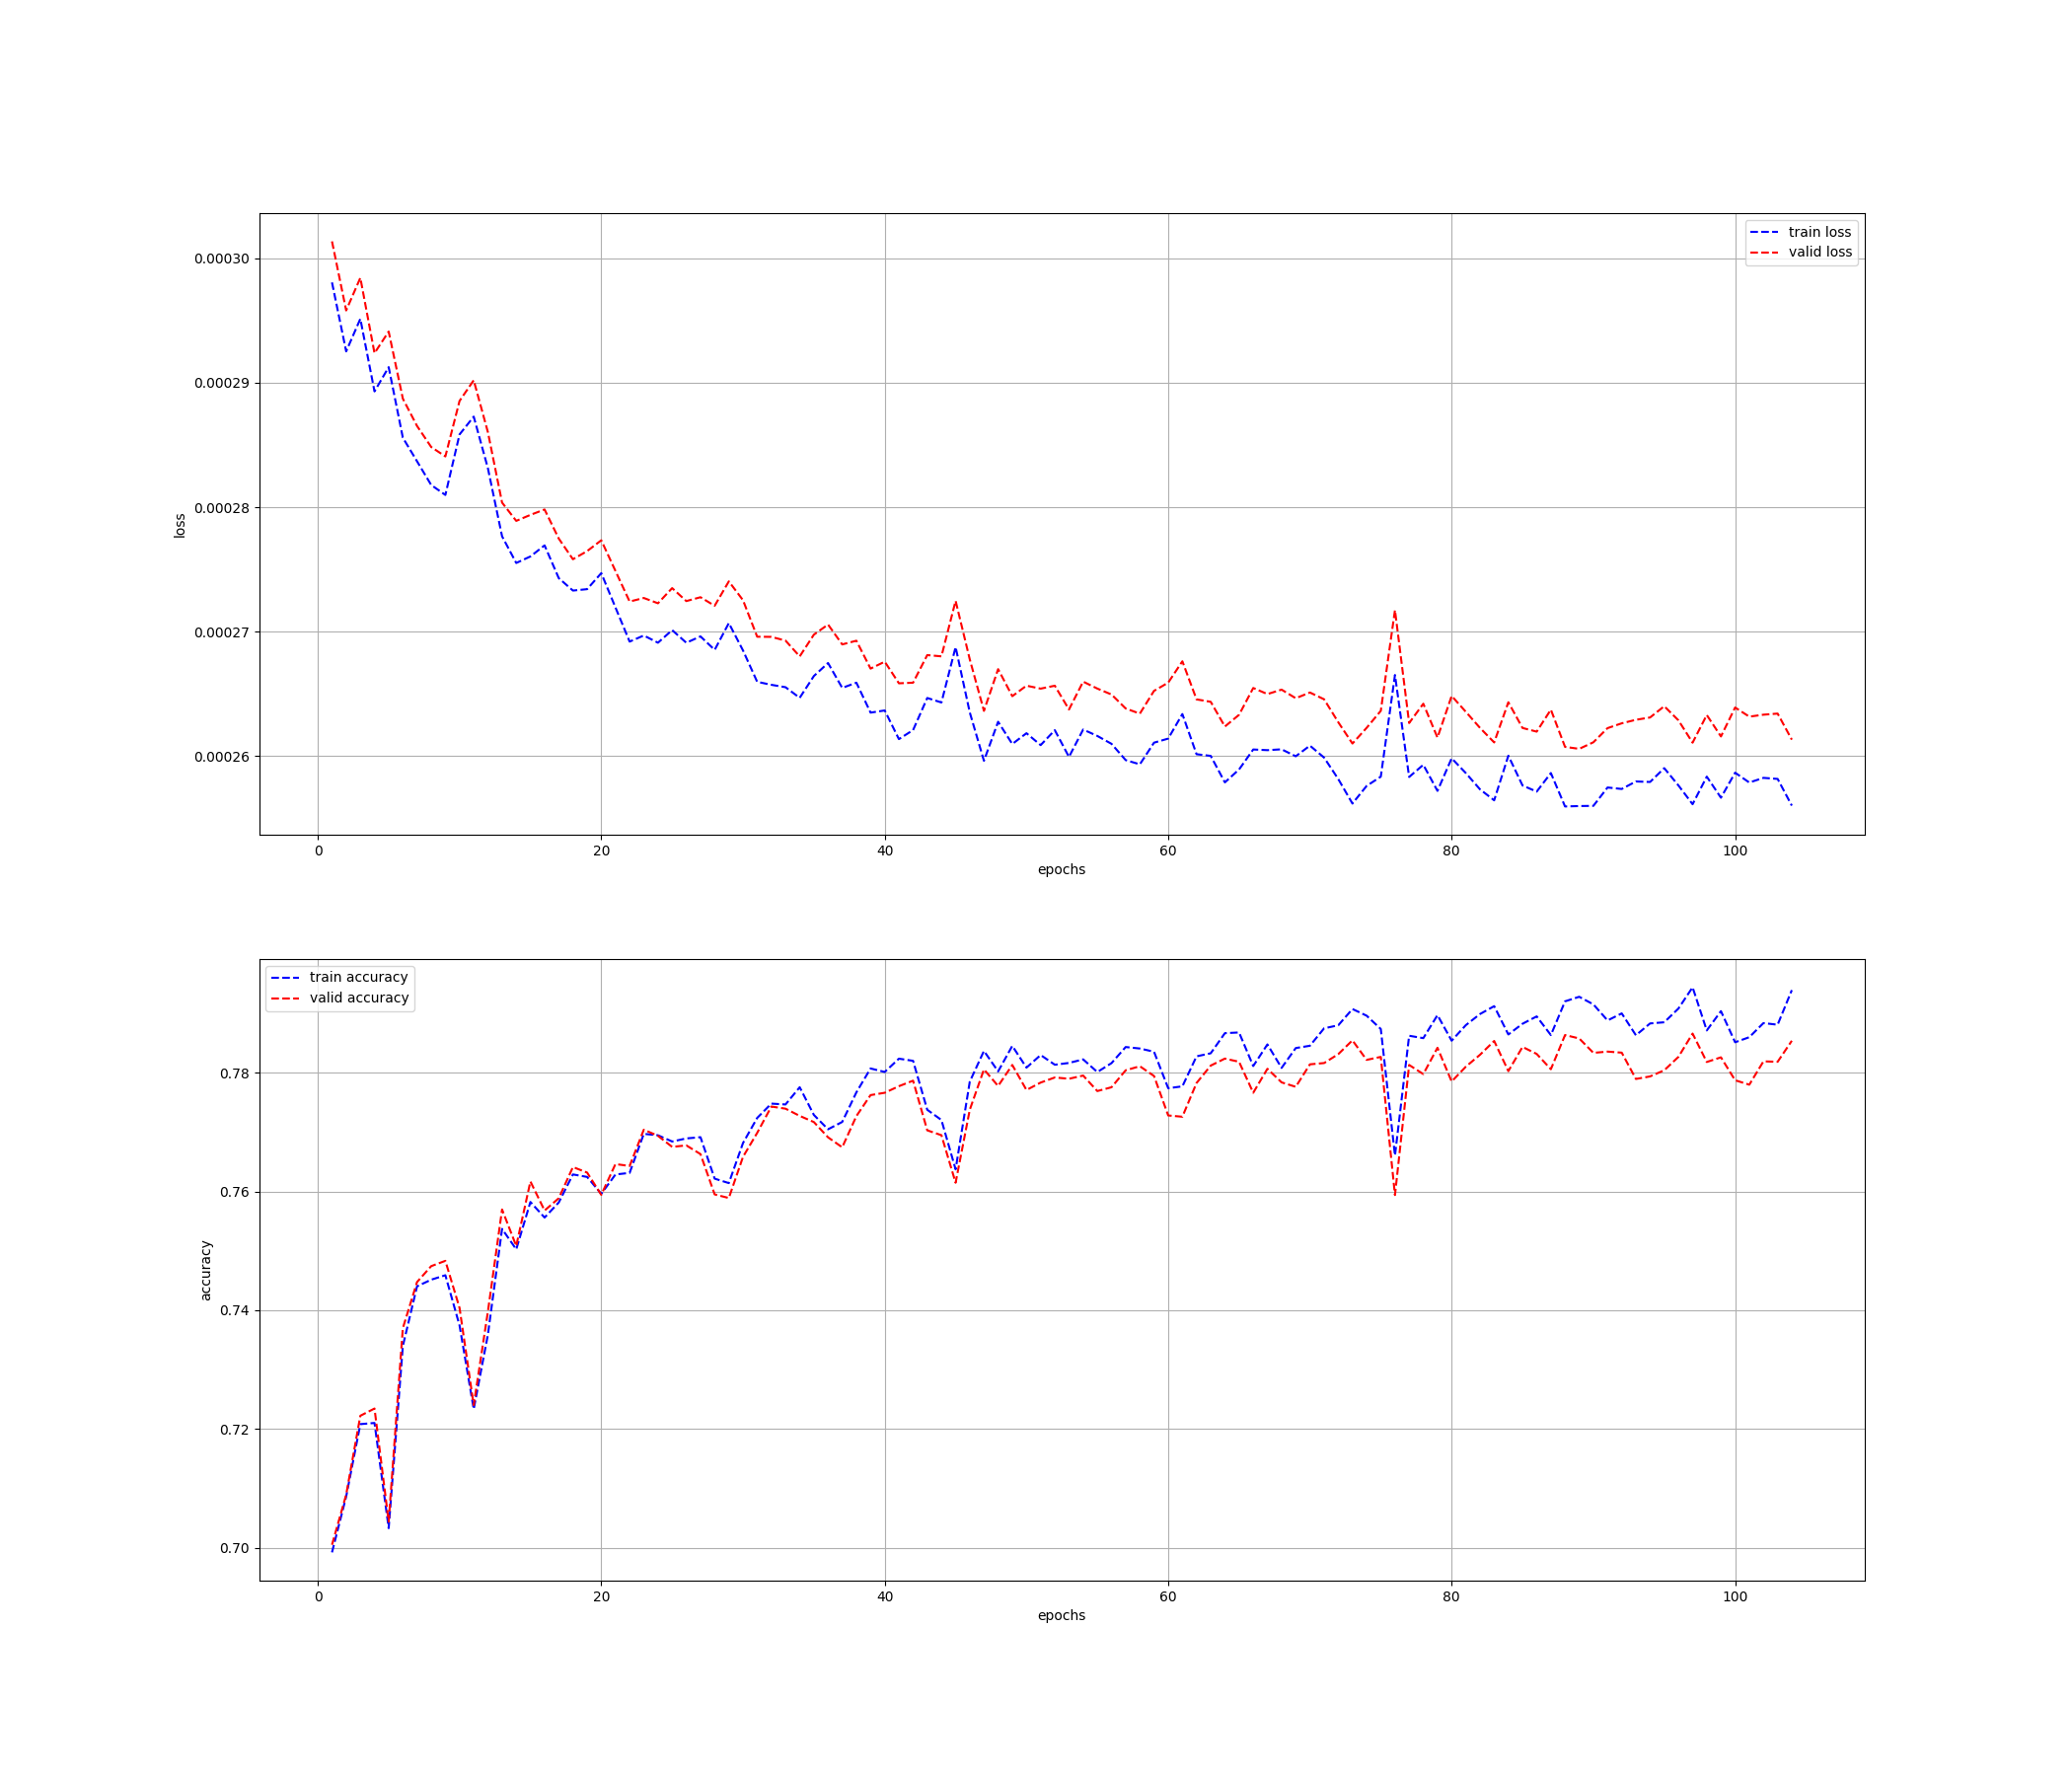 train loss
valid loss
0.00030
0.00029
0.00028
0.00027
0.00026
loss
0 20 40 60 80 100
epochs
train accuracy
valid accuracy
0.78
0.76
0.74
0.72
0.70
accuracy
0 20 40 60 80 100
epochs